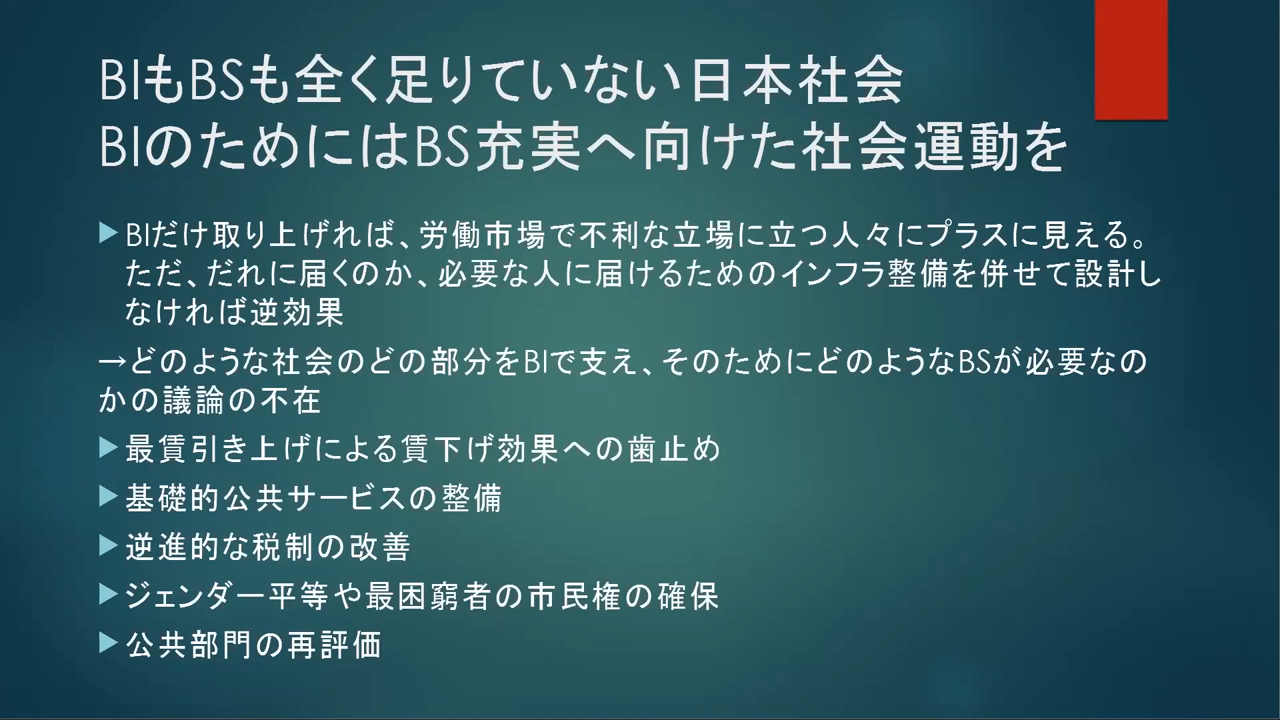 BIもBSも全く足りていない日本社会
BIのためにはBS充実へ向けた社会運動を
BIだけ取り上げれば、労働市場で不利な立場に立つ人々にプラスに見える。
ただ、だれに届くのか、必要な人に届けるためのインフラ整備を併せて設計し
なければ逆効果
→どのような社会のどの部分をBIで支え、そのためにどのようなBSが必要なの
かの議論の不在
最賃引き上げによる賃下げ効果への歯止め
基礎的公共サービスの整備
逆進的な税制の改善
ジェンダー平等や最困窮者の市民権の確保
公共部門の再評価